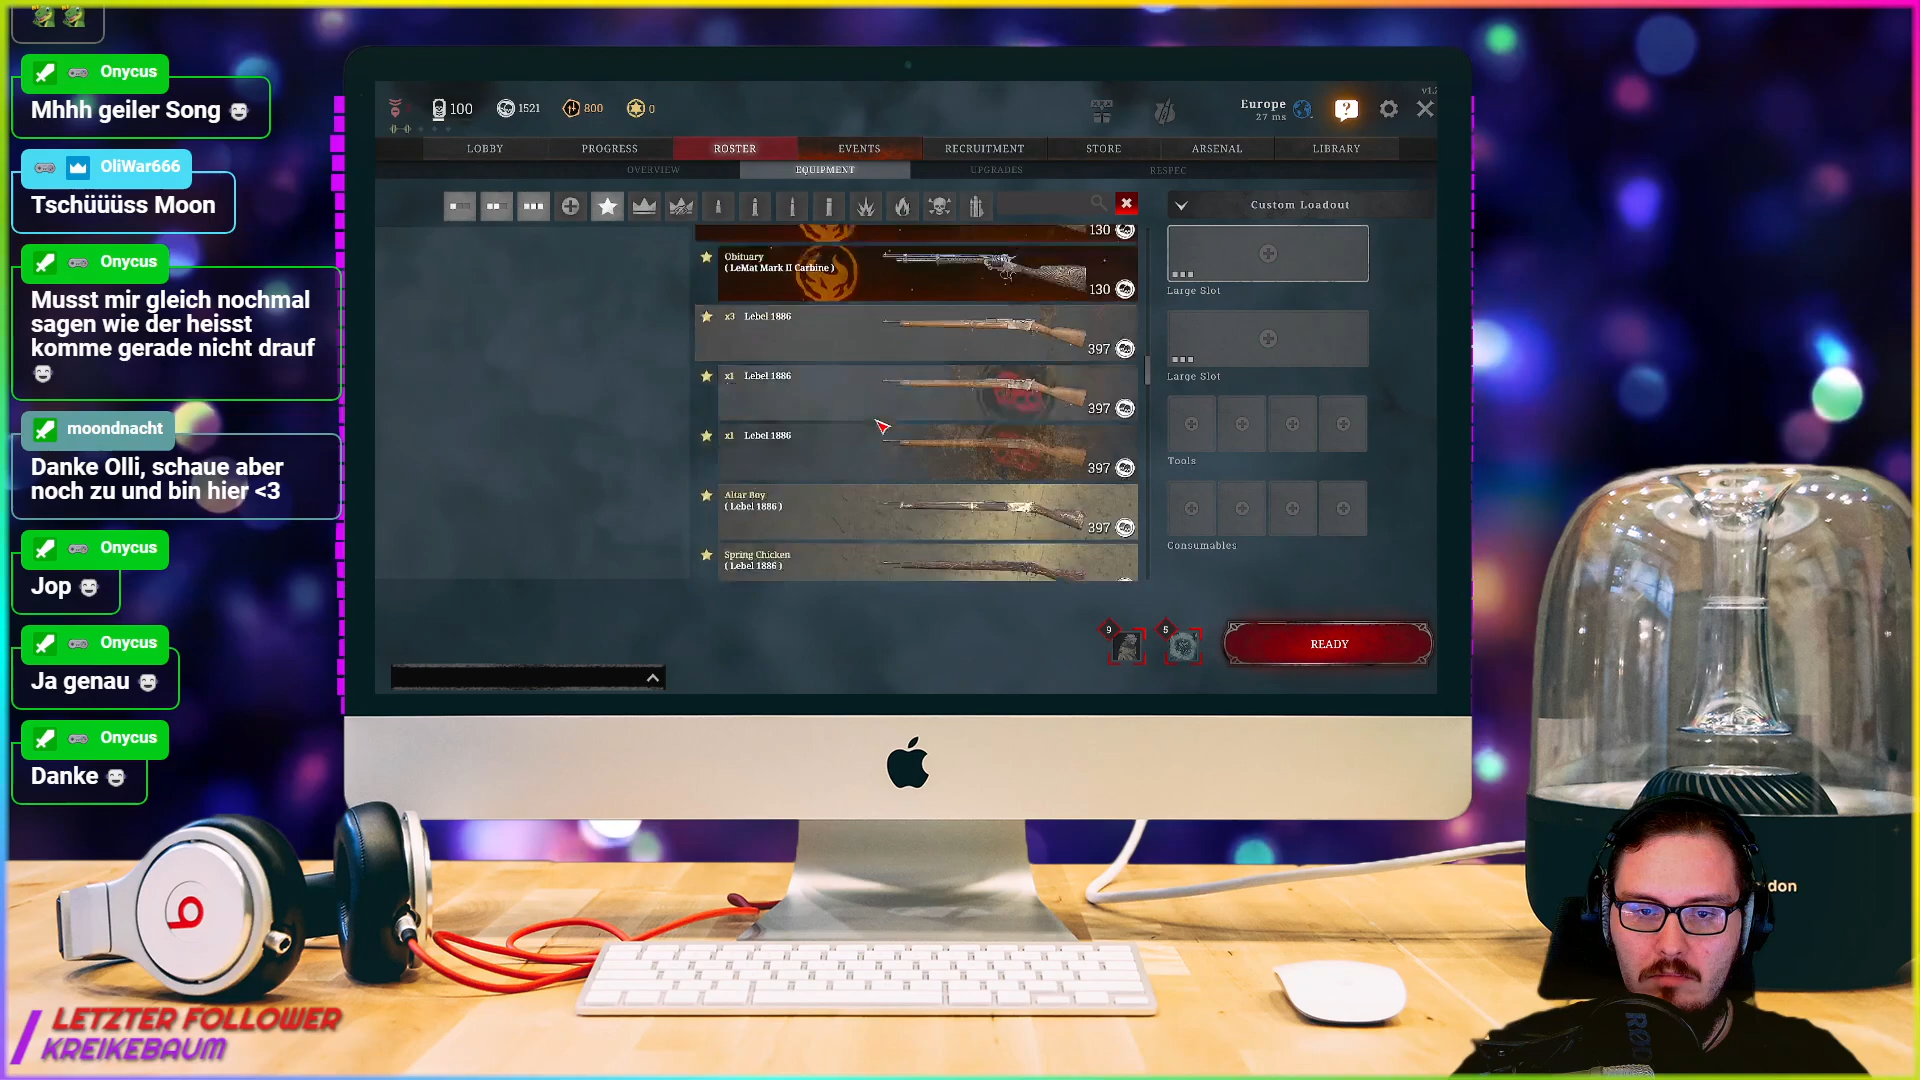 Onycus
Mhhh geiler Song
OliWar666
Tschüüüss Moon
Onycus
Musst mir gleich nochmal
sagen wie der heisst
komme gerade nicht drauf
moondnacht
Danke Olli, schaue aber
noch zu und bin hier <3
Onycus
Jop
Onycus
Ja genau
Onycus
Danke
LETZTER FOLLOWER
KREIKEBAUM
100
1521
800
0
Europe
27 ms
LOBBY
PROGRESS
ROSTER
EVENTS
RECRUITMENT
STORE
ARSENAL
LIBRARY
OVERVIEW
EQUIPMENT
UPGRADES
RESPEC
130
Obituary
( LeMat Mark II Carbine )
130
x3 Lebel 1886
397
x1 Lebel 1886
397
x1 Lebel 1886
397
Altar Boy
( Lebel 1886 )
397
Spring Chicken
( Lebel 1886 )
Custom Loadout
Large Slot
Large Slot
Tools
Consumables
9
5
READY
don